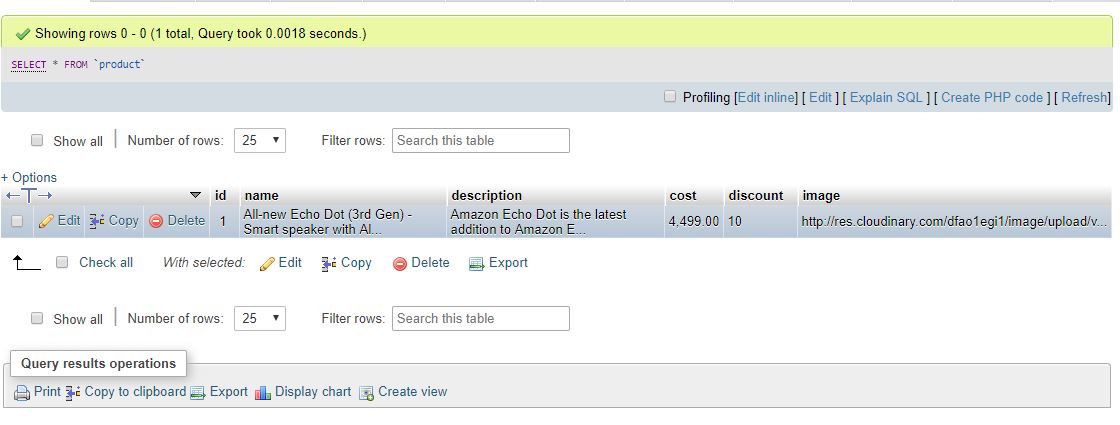 Showing rows 0 - 0 (1 total, Query took 0.0018 seconds.)
SELECT * FROM `product`
Profiling [Edit inline] [ Edit ] [ Explain SQL ] [ Create PHP code ] [ Refresh]
Show all | Number of rows: 25 Filter rows: Search this table
+ Options
id name description cost discount image
Edit Copy Delete 1 All-new Echo Dot (3rd Gen) - Amazon Echo Dot is the latest 4,499.00 10 http://res.cloudinary.com/dfao1egi1/image/upload/v...
Smart speaker with Al... addition to Amazon E...
Check all With selected: Edit Copy Delete Export
Show all | Number of rows: 25 Filter rows: Search this table
Query results operations
Print Copy to clipboard Export Display chart Create view